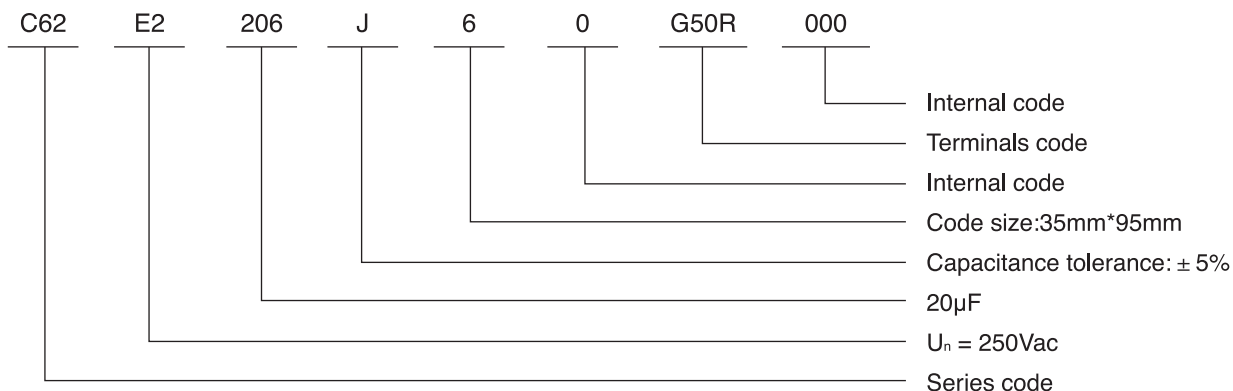 C62 E2 206 J 6 0 G50R 000
Internal code
Terminals code
Internal code
Code size:35mm*95mm
Capacitance tolerance: ± 5%
20µF
Uₙ = 250Vac
Series code